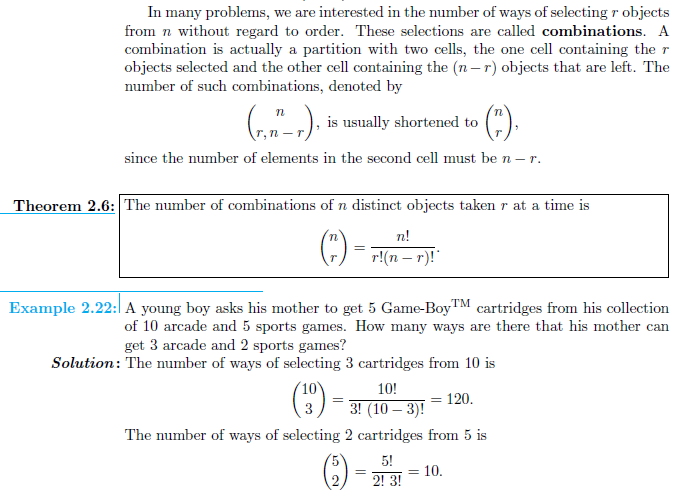 In many problems, we are interested in the number of ways of selecting r objects
from n without regard to order. These selections are called combinations. A
combination is actually a partition with two cells, the one cell containing the r
objects selected and the other cell containing the (n − r) objects that are left. The
number of such combinations, denoted by
(n
r, n − r), is usually shortened to (n
r),
since the number of elements in the second cell must be n − r.
Theorem 2.6: The number of combinations of n distinct objects taken r at a time is
(n
r) = n!
r!(n − r)!.
Example 2.22: A young boy asks his mother to get 5 Game-Boy™ cartridges from his collection
of 10 arcade and 5 sports games. How many ways are there that his mother can
get 3 arcade and 2 sports games?
Solution: The number of ways of selecting 3 cartridges from 10 is
(10
3) = 10!
3! (10 − 3)! = 120.
The number of ways of selecting 2 cartridges from 5 is
(5
2) = 5!
2! 3! = 10.